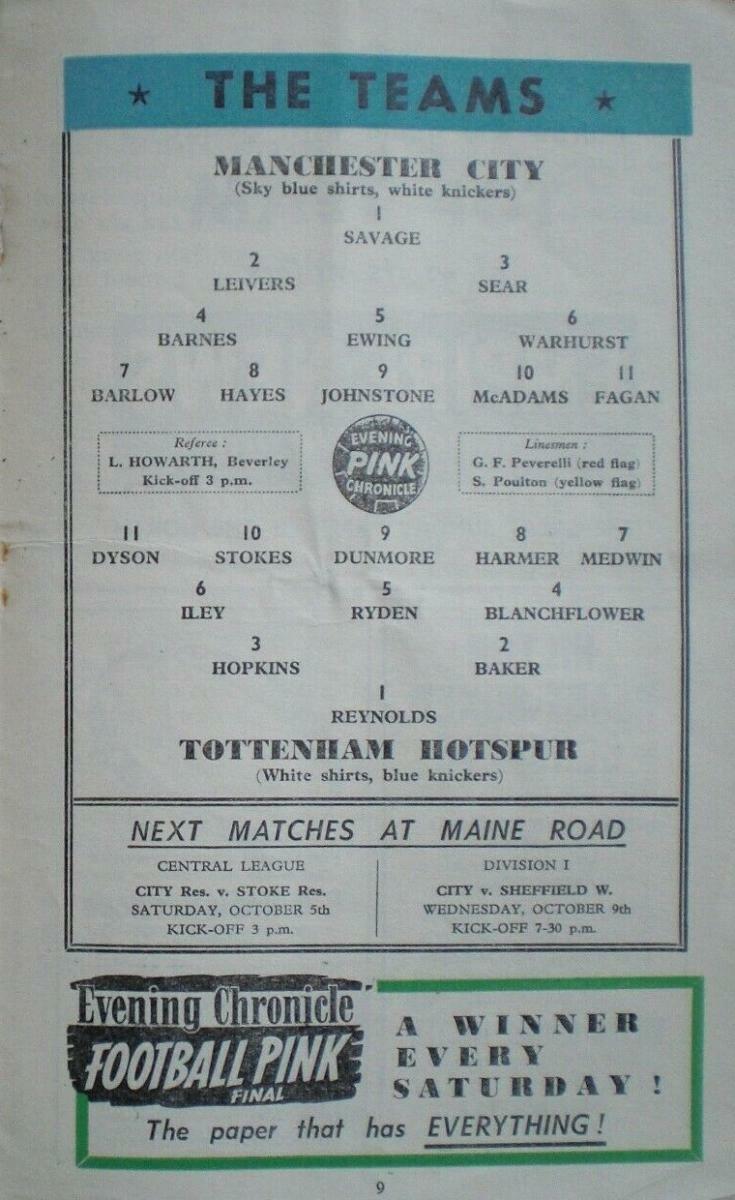 ★ THE TEAMS ★
MANCHESTER CITY
(Sky blue shirts, white knickers)
1
SAVAGE
2 3
LEIVERS SEAR
4 5 6
BARNES EWING WARHURST
7 8 9 10 11
BARLOW HAYES JOHNSTONE McADAMS FAGAN
Referee :
L. HOWARTH, Beverley
Kick-off 3 p.m.
EVENING
PINK
CHRONICLE
Linesmen :
G. F. Peverelli (red flag)
S. Poulton (yellow flag)
11 10 9 8 7
DYSON STOKES DUNMORE HARMER MEDWIN
6 5 4
ILEY RYDEN BLANCHFLOWER
3 2
HOPKINS BAKER
1
REYNOLDS
TOTTENHAM HOTSPUR
(White shirts, blue knickers)
NEXT MATCHES AT MAINE ROAD
CENTRAL LEAGUE
CITY Res. v. STOKE Res.
SATURDAY, OCTOBER 5th
KICK-OFF 3 p.m.
DIVISION I
CITY v. SHEFFIELD W.
WEDNESDAY, OCTOBER 9th
KICK-OFF 7-30 p.m.
Evening Chronicle
FOOTBALL PINK
FINAL
A WINNER
EVERY
SATURDAY !
The paper that has EVERYTHING !
9